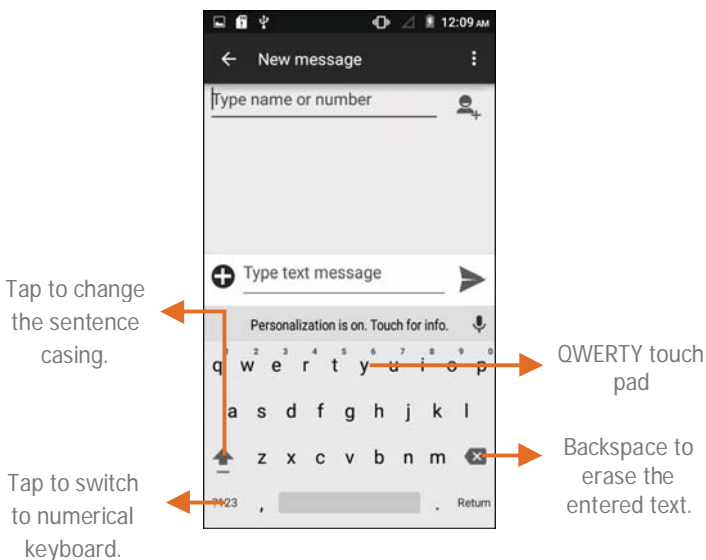 12:09 AM
New message
Type name or number
Type text message
Personalization is on. Touch for info.
Tap to change
the sentence
casing.
1 2 3 4 5 6 7 8 9 0
q w e r t y u i o p
QWERTY touch
pad
a s d f g h j k l
z x c v b n m
Backspace to
erase the
entered text.
Tap to switch
to numerical
keyboard.
?123 , . Return